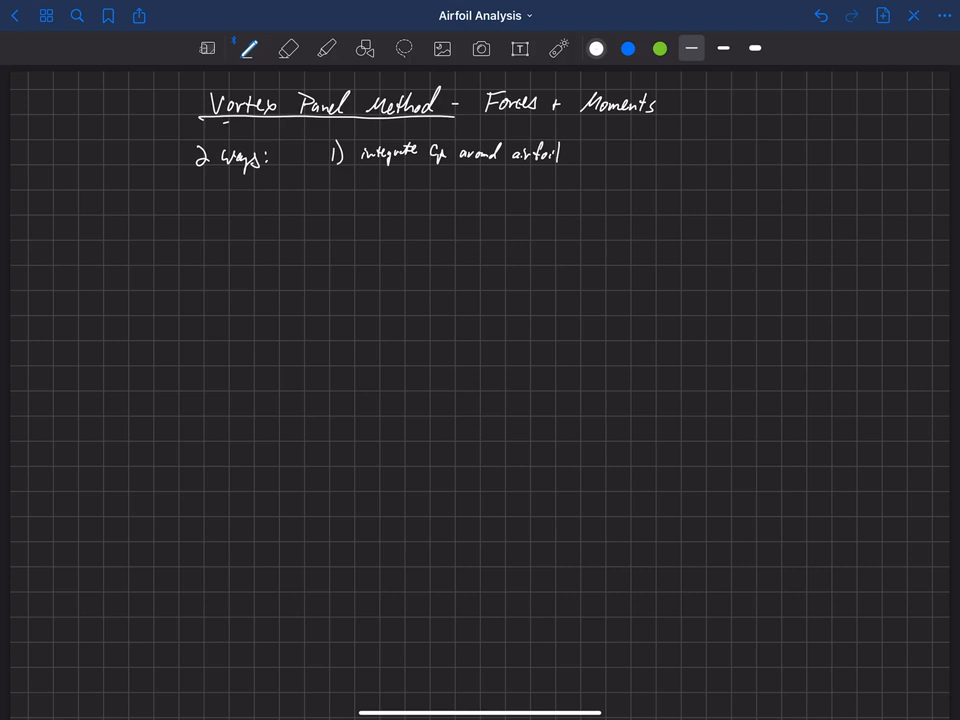 Airfoil Analysis
Vortex Panel Method - Forces + Moments
2 ways: 1) integrate Cp around airfoil